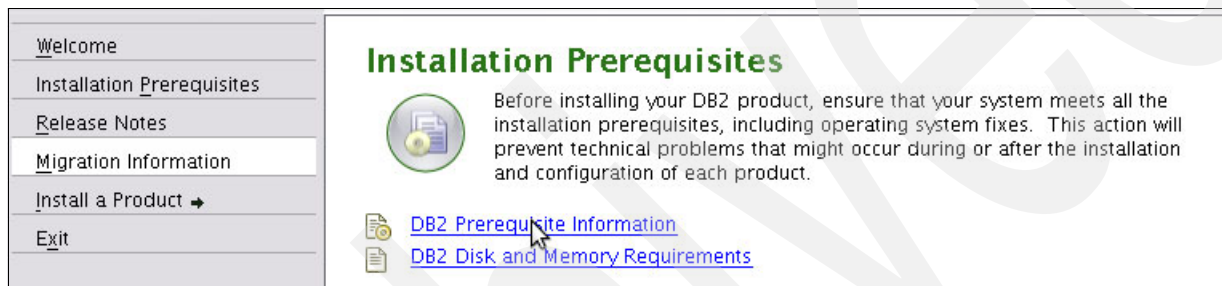 Welcome
Installation Prerequisites
Release Notes
Migration Information
Install a Product
Exit
Installation Prerequisites
Before installing your DB2 product, ensure that your system meets all the
installation prerequisites, including operating system fixes. This action will
prevent technical problems that might occur during or after the installation
and configuration of each product.
DB2 Prerequisite Information
DB2 Disk and Memory Requirements